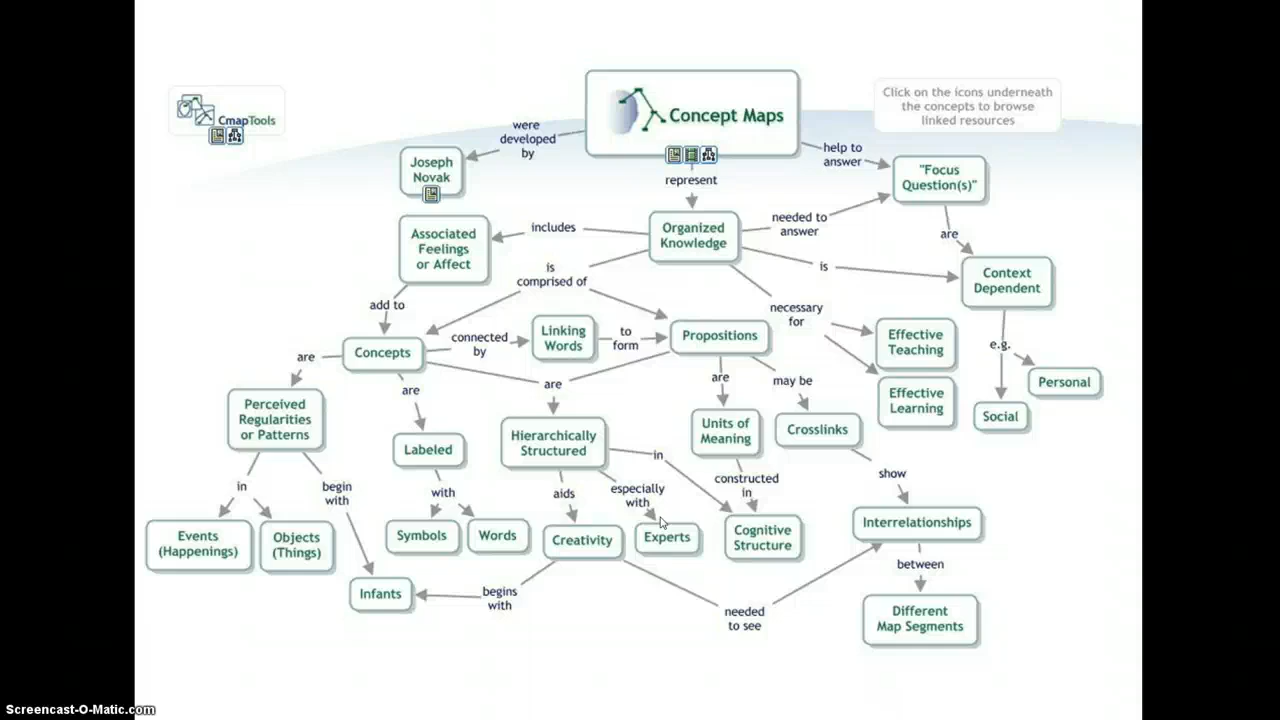 CmapTools
Concept Maps
Click on the icons underneath
the concepts to browse
linked resources
were
developed
by
help to
answer
Joseph
Novak
represent
"Focus
Question(s)"
Associated
Feelings
or Affect
includes
Organized
Knowledge
needed to
answer
are
is
comprised of
is
Context
Dependent
add to
necessary
for
Concepts
connected
by
Linking
Words
to
form
Propositions
Effective
Teaching
e.g.
are
are
are
are
may be
Effective
Learning
Social
Personal
Perceived
Regularities
or Patterns
Labeled
Hierarchically
Structured
Units of
Meaning
Crosslinks
in
begin
with
with
aids
especially
with
in
constructed
in
show
Events
(Happenings)
Objects
(Things)
Symbols
Words
Creativity
Experts
Cognitive
Structure
Interrelationships
between
Infants
begins
with
needed
to see
Different
Map Segments
Screencast-O-Matic.com